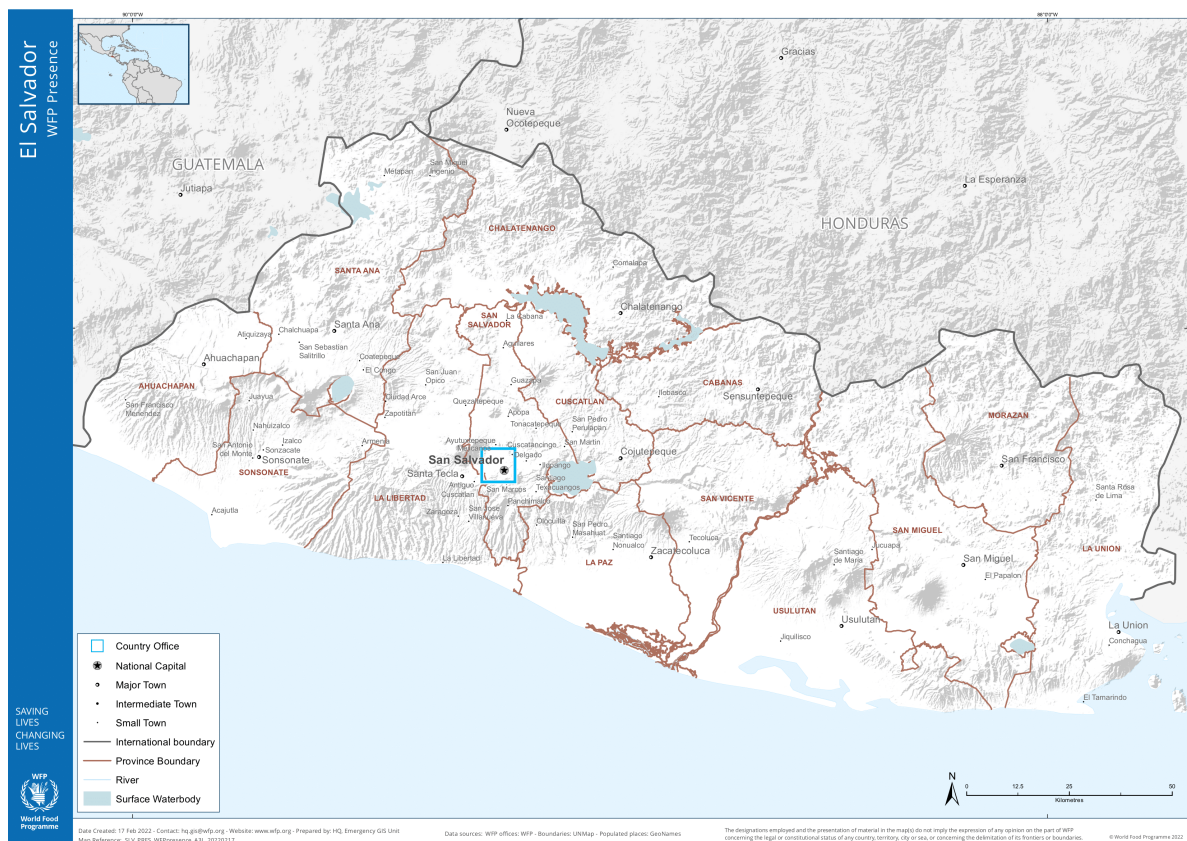 El Salvador
WFP Presence
90°0'0"W
88°0'0"W
Gracias
Nueva
Ocotepeque
GUATEMALA
Jutiapa
La Esperanza
HONDURAS
San Miguel
Ingenio
Metapan
CHALATENANGO
Comalapa
SANTA ANA
Chalatenango
SAN
SALVADOR
La Cabana
Santa Ana
Chalchuapa
Atiquizaya
Aguilares
San Sebastian
Salitrillo
Coatepeque
El Congo
Ahuachapan
San Juan
Opico
Guazapa
CABANAS
AHUACHAPAN
Sensuntepeque
Ilobasco
Juayua
Ciudad Arce
Quezaltepeque
CUSCATLAN
San Francisco
Menendez
Zapotitan
Apopa
Tonacatepeque
San Pedro
Perulapan
MORAZAN
Nahuizalco
Izalco
Armenia
San Antonio
del Monte
Sonzacate
Sonsonate
Ayutuxtepeque
Mejicanos
Cuscatancingo
San Martin
Delgado
Cojutepeque
San Salvador
Ilopango
San Francisco
SONSONATE
Santa Tecla
Santiago
Texacuangos
Antiguo
Cuscatlan
San Marcos
Santa Rosa
de Lima
LA LIBERTAD
Panchimalco
SAN VICENTE
Acajutla
Zaragoza
San Jose
Villanueva
Olocuilta
San Pedro
Masahuat
SAN MIGUEL
Santiago
Nonualco
Tecoluca
Zacatecoluca
Jucuapa
Santiago
de Maria
LA UNION
La Libertad
LA PAZ
San Miguel
El Papalon
USULUTAN
Usulutan
Jiquilisco
La Union
Conchagua
El Tamarindo
Country Office
National Capital
Major Town
Intermediate Town
Small Town
International boundary
Province Boundary
River
Surface Waterbody
SAVING
LIVES
CHANGING
LIVES
WFP
World Food
Programme
N
0 12.5 25 50
Kilometres
Date Created: 17 Feb 2022 - Contact: hq.gis@wfp.org - Website: www.wfp.org - Prepared by: HQ, Emergency GIS Unit
Map Reference: SLV_PRES_WFPpresence_A3L_20220217
Data sources: WFP offices: WFP - Boundaries: UNMap - Populated places: GeoNames
The designations employed and the presentation of material in the map(s) do not imply the expression of any opinion on the part of WFP
concerning the legal or constitutional status of any country, territory, city or sea, or concerning the delimitation of its frontiers or boundaries.
© World Food Programme 2022